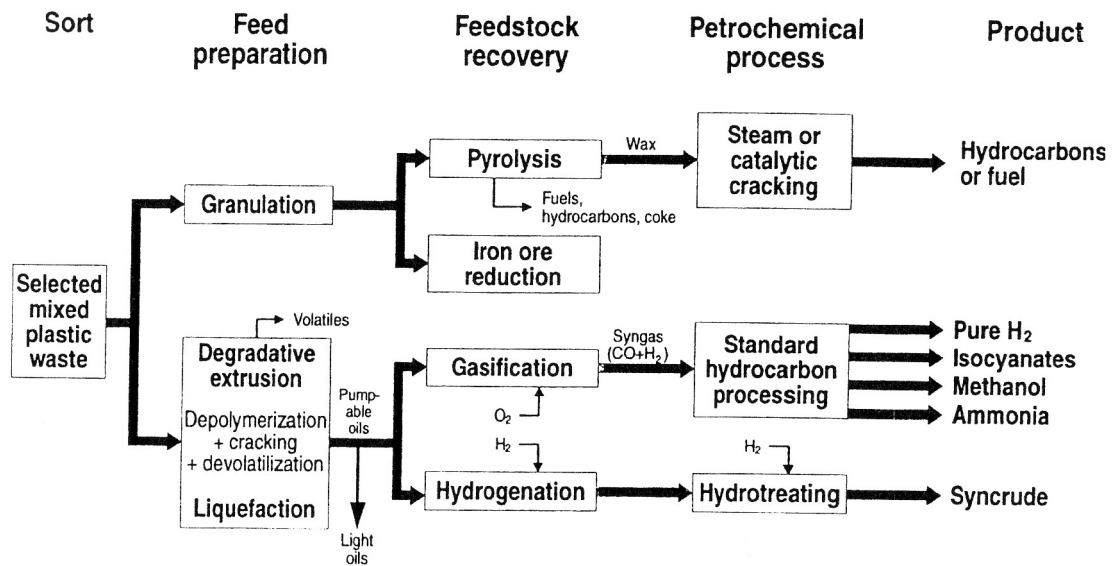 Sort
Feed
preparation
Feedstock
recovery
Petrochemical
process
Product
Selected
mixed
plastic
waste
Granulation
Pyrolysis
Wax
Steam or
catalytic
cracking
Hydrocarbons
or fuel
Fuels,
hydrocarbons, coke
Iron ore
reduction
Volatiles
Degradative
extrusion
Depolymerization
+ cracking
+ devolatilization
Liquefaction
Pump-
able
oils
Light
oils
Gasification
O₂
Syngas
(CO+H₂)
Standard
hydrocarbon
processing
Pure H₂
Isocyanates
Methanol
Ammonia
H₂
Hydrogenation
H₂
Hydrotreating
Syncrude